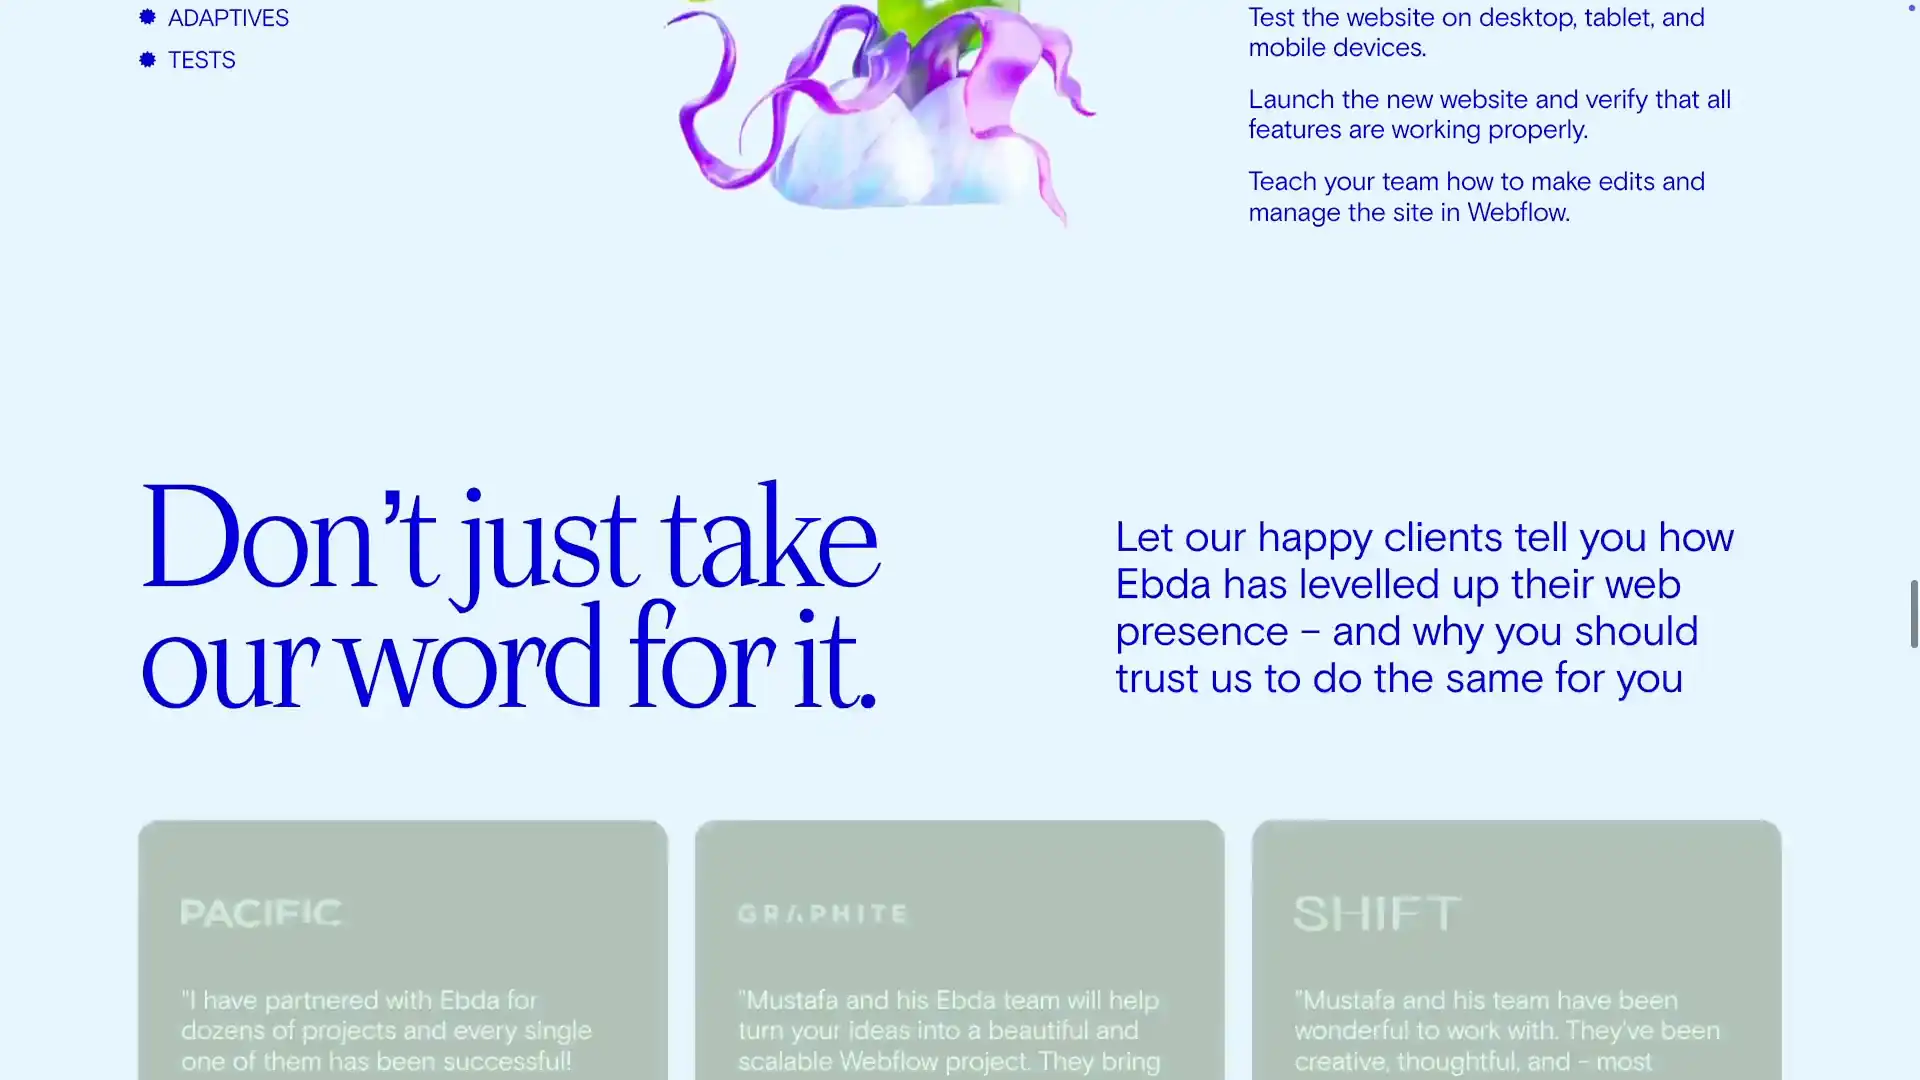 ADAPTIVES
TESTS
Test the website on desktop, tablet, and
mobile devices.
Launch the new website and verify that all
features are working properly.
Teach your team how to make edits and
manage the site in Webflow.
Don't just take
our word for it.
Let our happy clients tell you how
Ebda has levelled up their web
presence – and why you should
trust us to do the same for you
PACIFIC
"I have partnered with Ebda for
dozens of projects and every single
one of them has been successful!
GRAPHITE
"Mustafa and his Ebda team will help
turn your ideas into a beautiful and
scalable Webflow project. They bring
SHIFT
"Mustafa and his team have been
wonderful to work with. They've been
creative, thoughtful, and – most